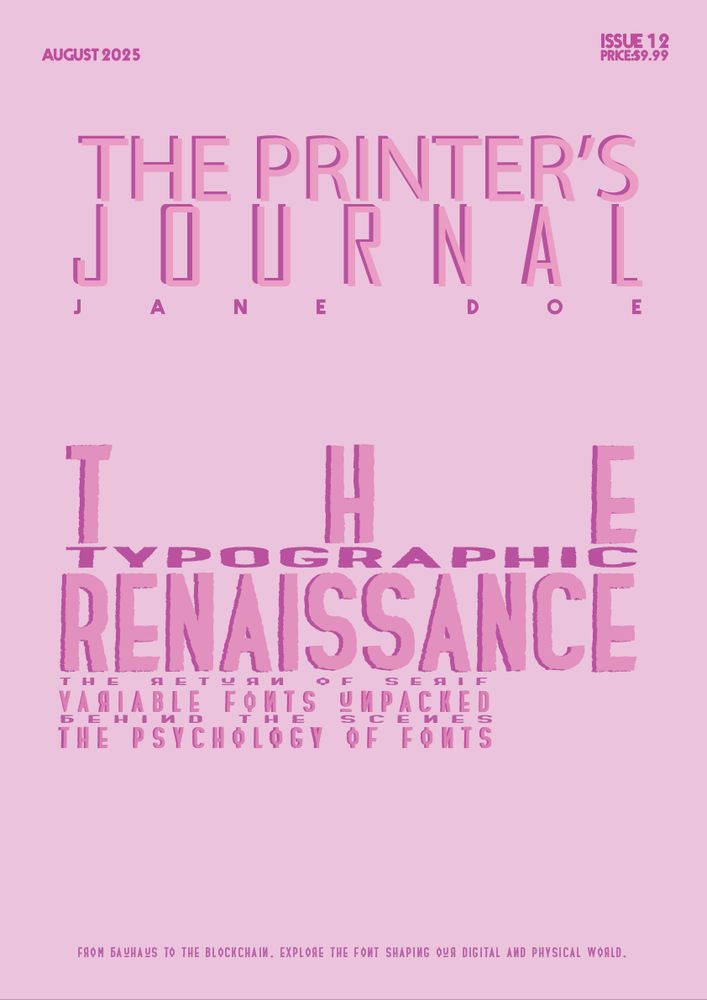 AUGUST 2025
ISSUE 12
PRICE:$9.99
THE PRINTER'S
JOURNAL
JANE DOE
THE
TYPOGRAPHIC
RENAISSANCE
THE RETURN OF SERIF
VARIABLE FONTS UNPACKED
BEHIND THE SCENES
THE PSYCHOLOGY OF FONTS
FROM BAUHAUS TO THE BLOCKCHAIN. EXPLORE THE FONT SHAPING OUR DIGITAL AND PHYSICAL WORLD.